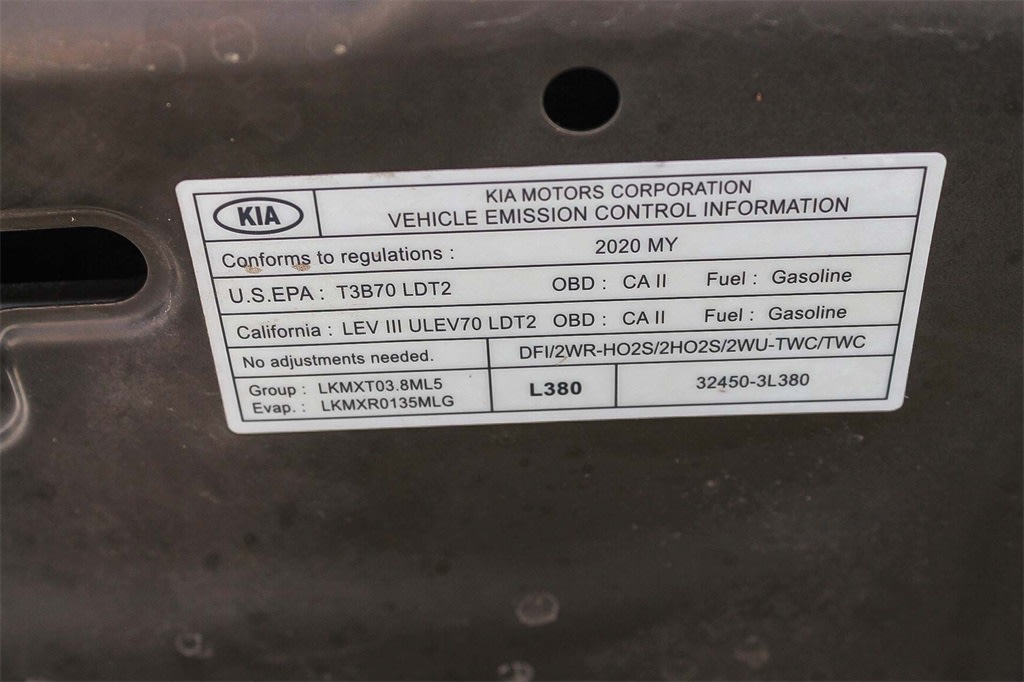 KIA
KIA MOTORS CORPORATION
VEHICLE EMISSION CONTROL INFORMATION
Conforms to regulations : 2020 MY
U.S.EPA : T3B70 LDT2 OBD : CA II Fuel : Gasoline
California : LEV III ULEV70 LDT2 OBD : CA II Fuel : Gasoline
No adjustments needed. DFI/2WR-HO2S/2HO2S/2WU-TWC/TWC
Group : LKMXT03.8ML5
Evap. : LKMXR0135MLG
L380
32450-3L380